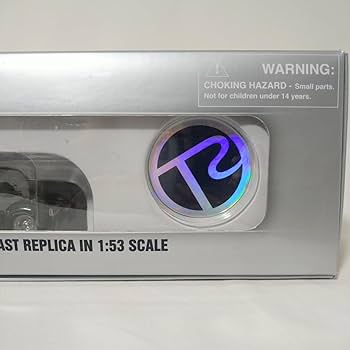 WARNING:
CHOKING HAZARD - Small parts.
Not for children under 14 years.
AST REPLICA IN 1:53 SCALE